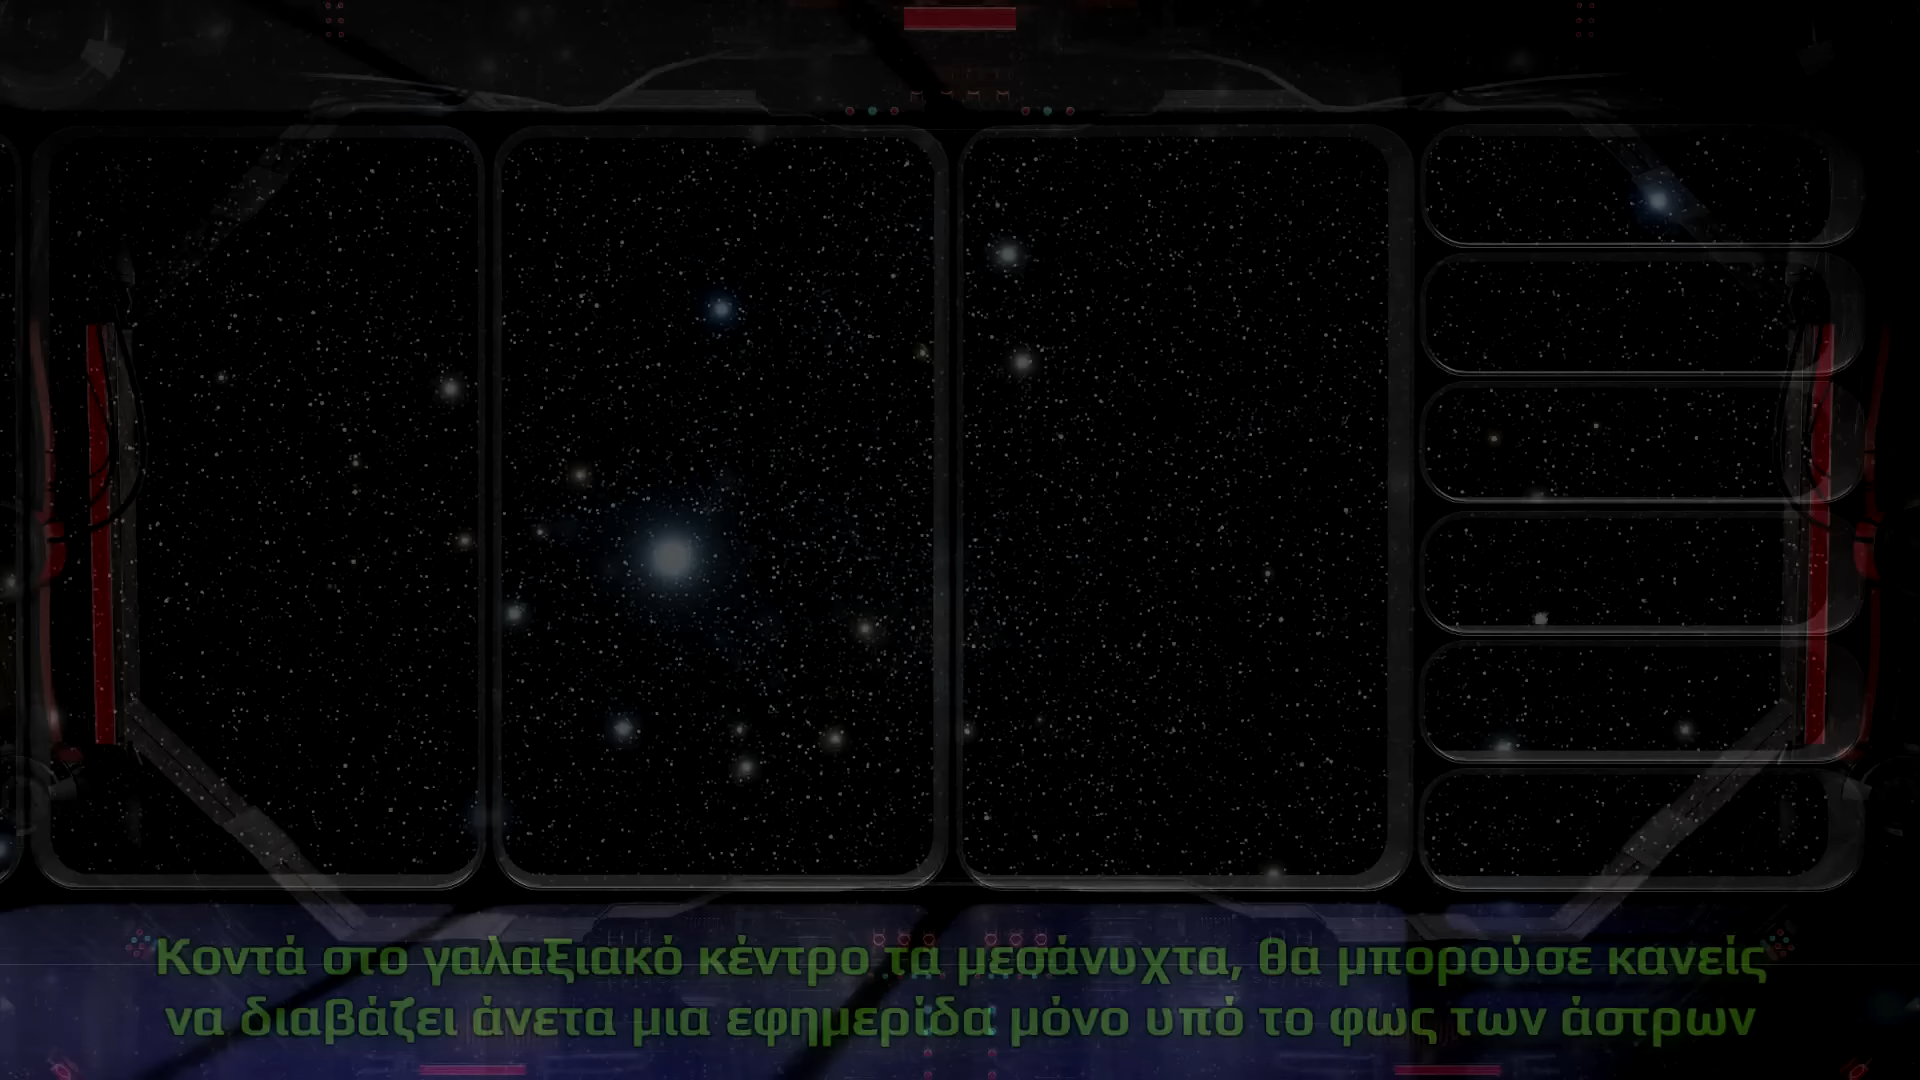 Κοντά στο γαλαξιακό κέντρο τα μεσάνυχτα, θα μπορούσε κανείς
να διαβάζει άνετα μια εφημερίδα μόνο υπό το φως των άστρων